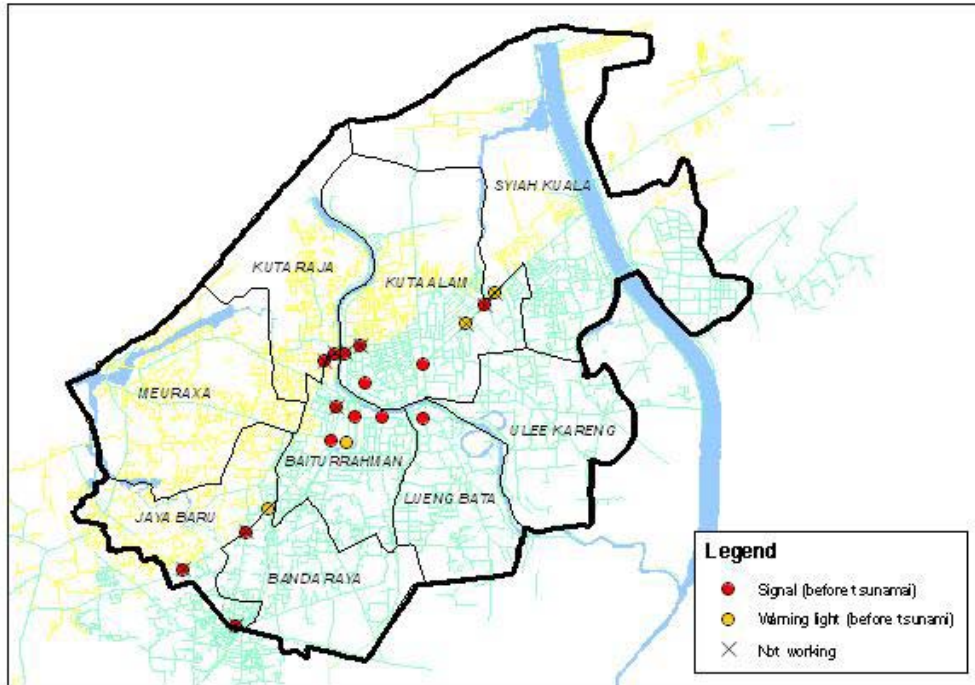 SYIAH KUALA
KUTA RAJA
KUTA ALAM
MEURAXA
ULEE KARENG
BAITURRAHMAN
LUENG BATA
JAYA BARU
BANDA RAYA
Legend
Signal (before tsunamai)
Warning light (before tsunami)
Not working